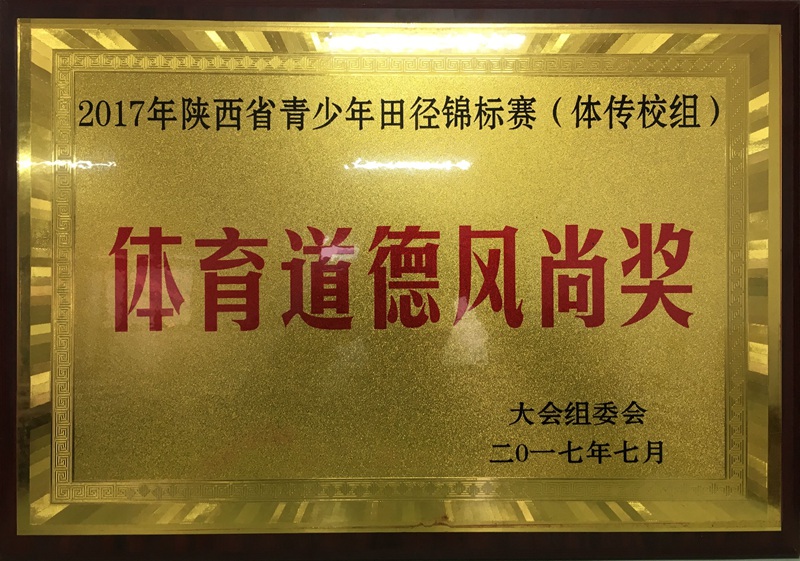 2017年陕西省青少年田径锦标赛（体传校组）
体育道德风尚奖
大会组委会
二0一七年七月